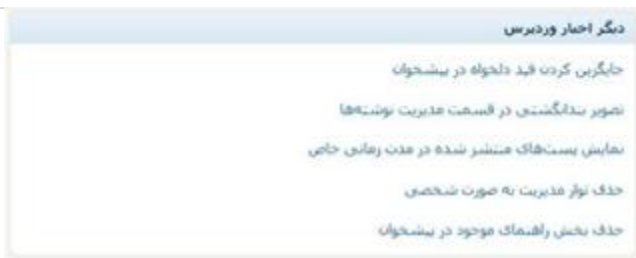 دیگر اخبار وردپرس
جایگزین کردن فید دلخواه در پیشخوان
تصویر بندانگشتی در قسمت مدیریت نوشته‌ها
نمایش پست‌های منتشر شده در مدت زمانی خاص
حذف نوار مدیریت به صورت شخصی
حذف بخش راهنمای موجود در پیشخوان